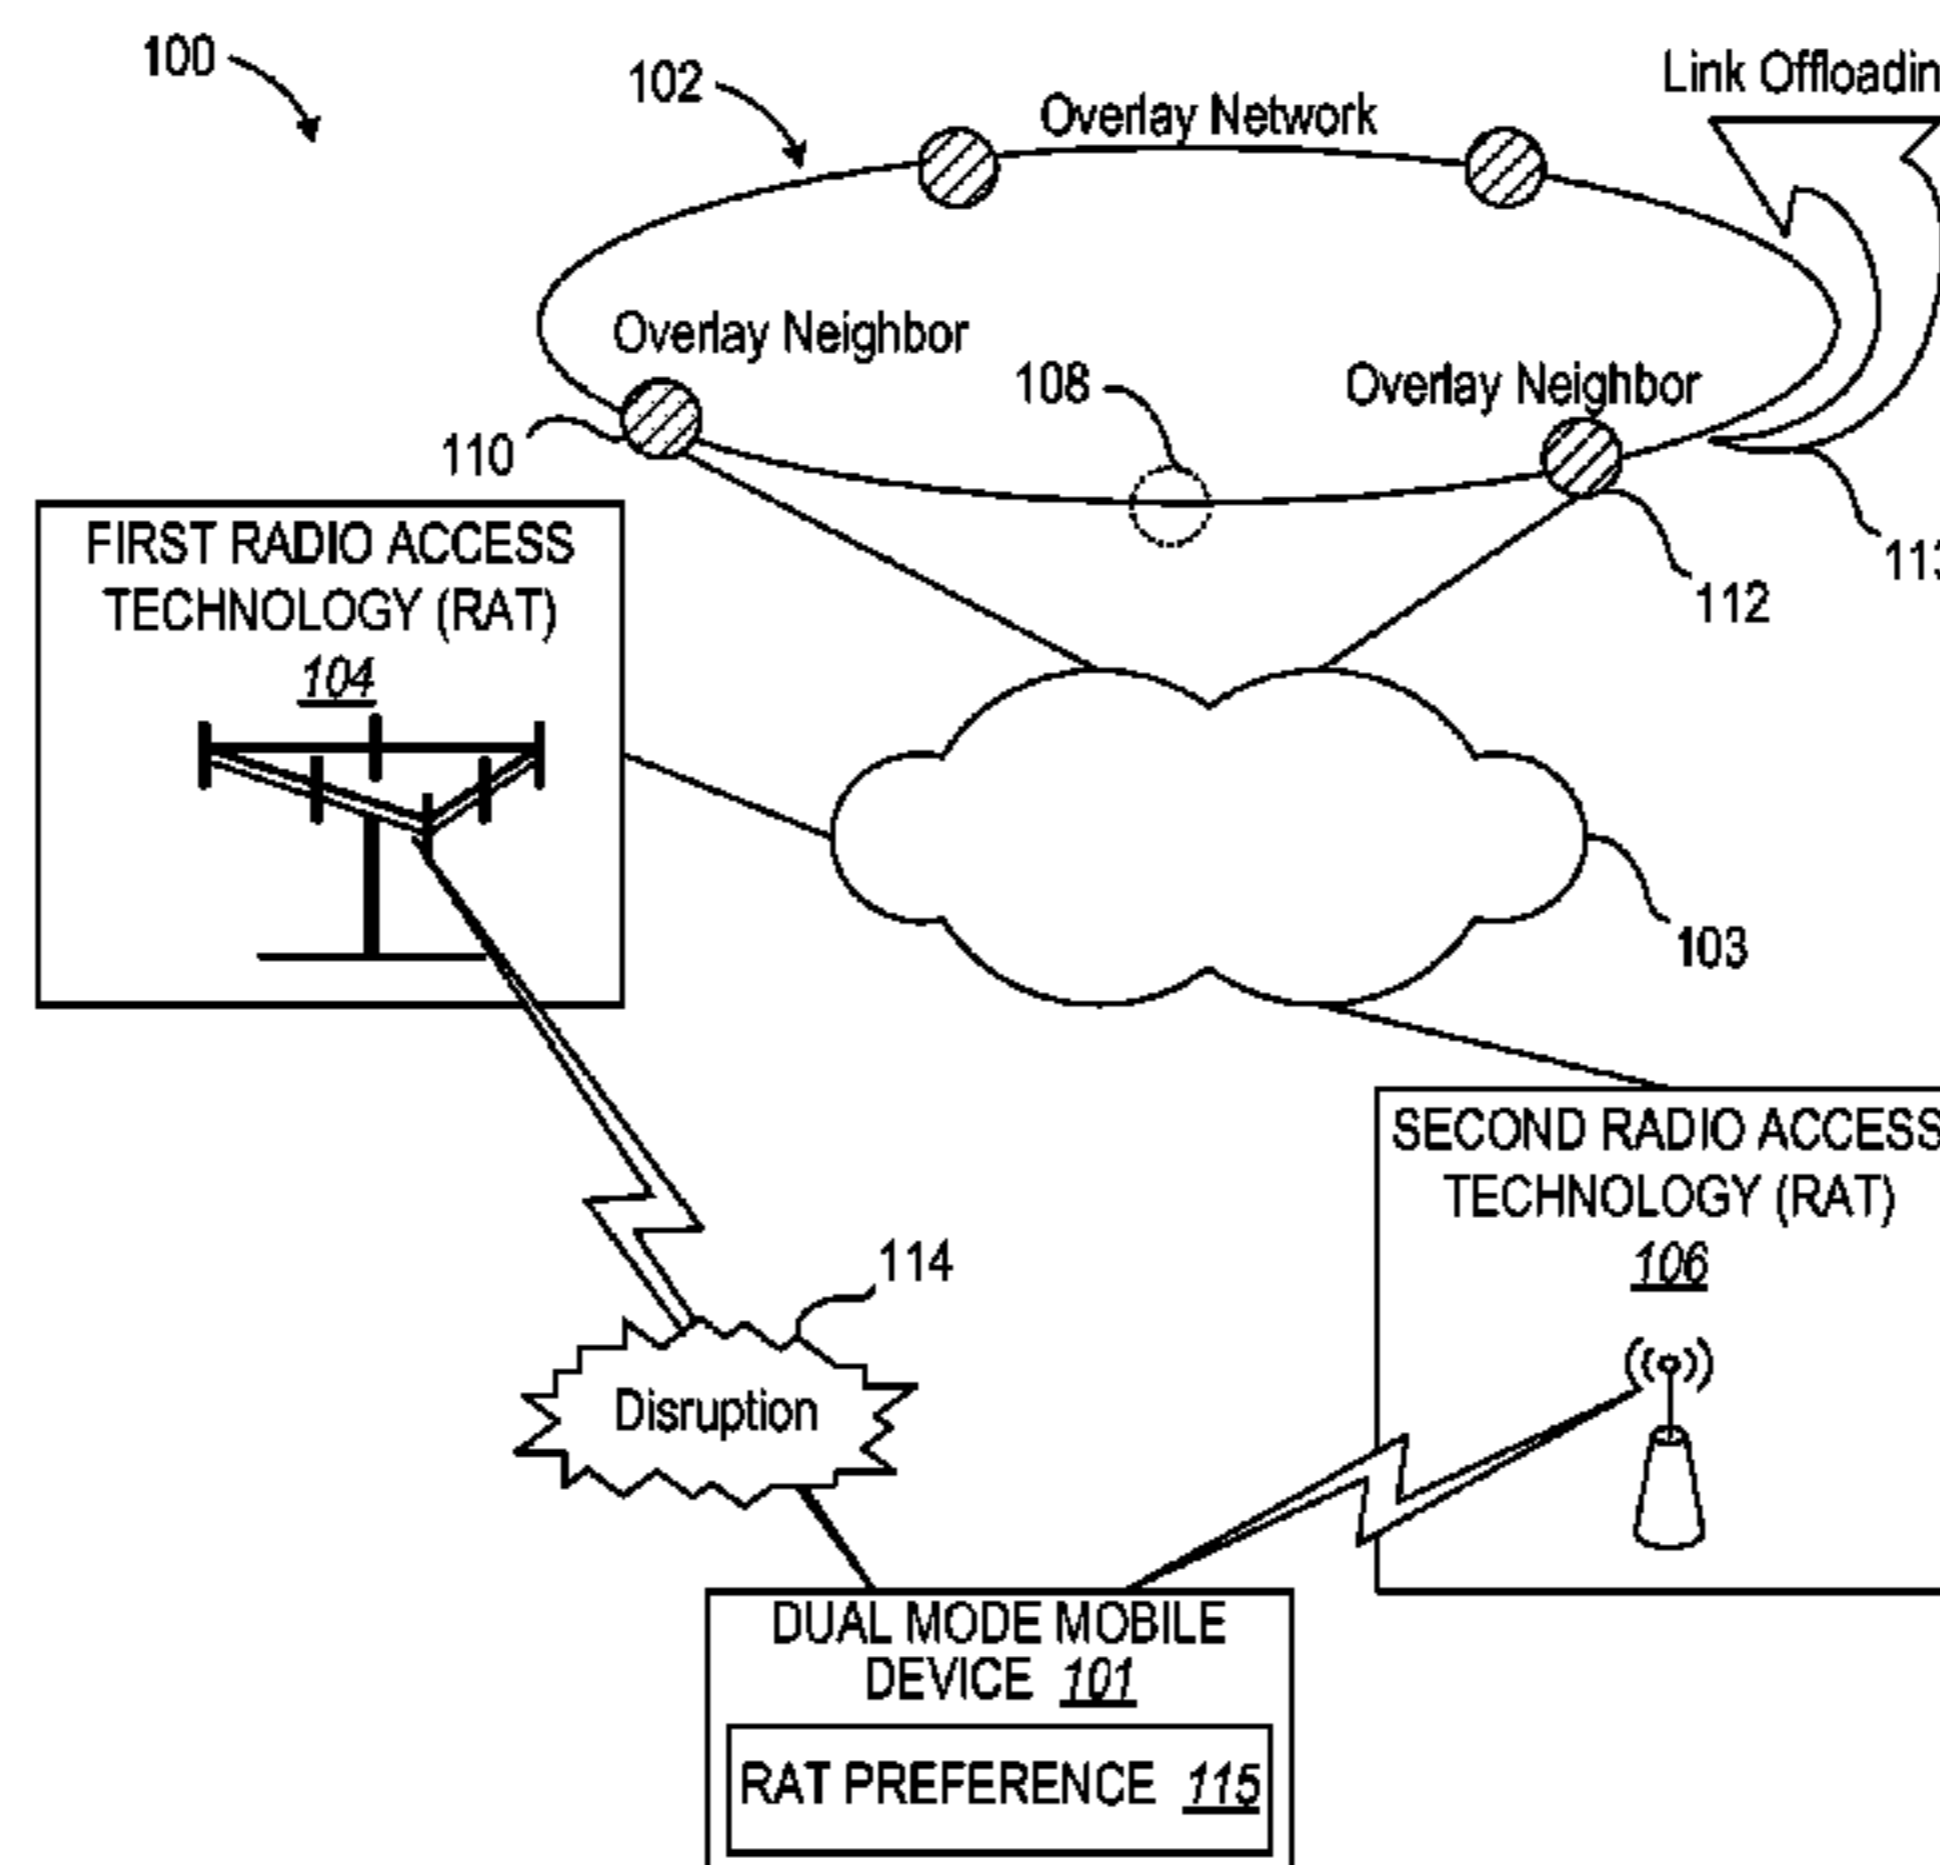 100
102
Overlay Network
Link Offloadin
Overlay Neighbor
108
Overlay Neighbor
110
112
113
FIRST RADIO ACCESS
TECHNOLOGY (RAT)
104
103
SECOND RADIO ACCESS
TECHNOLOGY (RAT)
106
114
Disruption
DUAL MODE MOBILE
DEVICE 101
RAT PREFERENCE 115